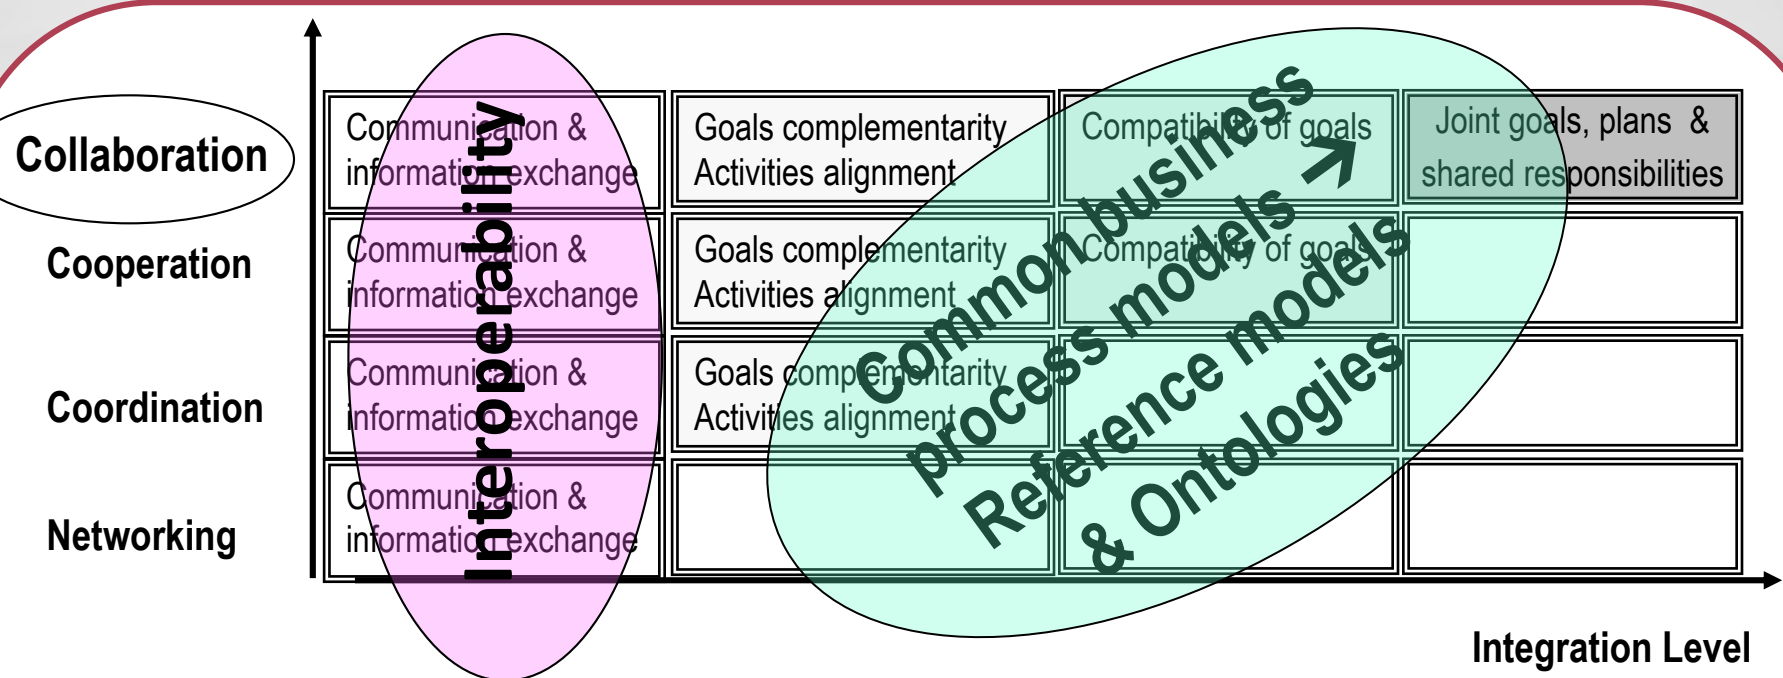 Collaboration
Communication &
information exchange
Goals complementarity
Activities alignment
Compatibility of goals
Joint goals, plans &
shared responsibilities
Cooperation
Communication &
information exchange
Goals complementarity
Activities alignment
Compatibility of goals
Coordination
Communication &
information exchange
Goals complementarity
Activities alignment
Networking
Communication &
information exchange
Interoperability
Common business
process models →
Reference models
& Ontologies
Integration Level